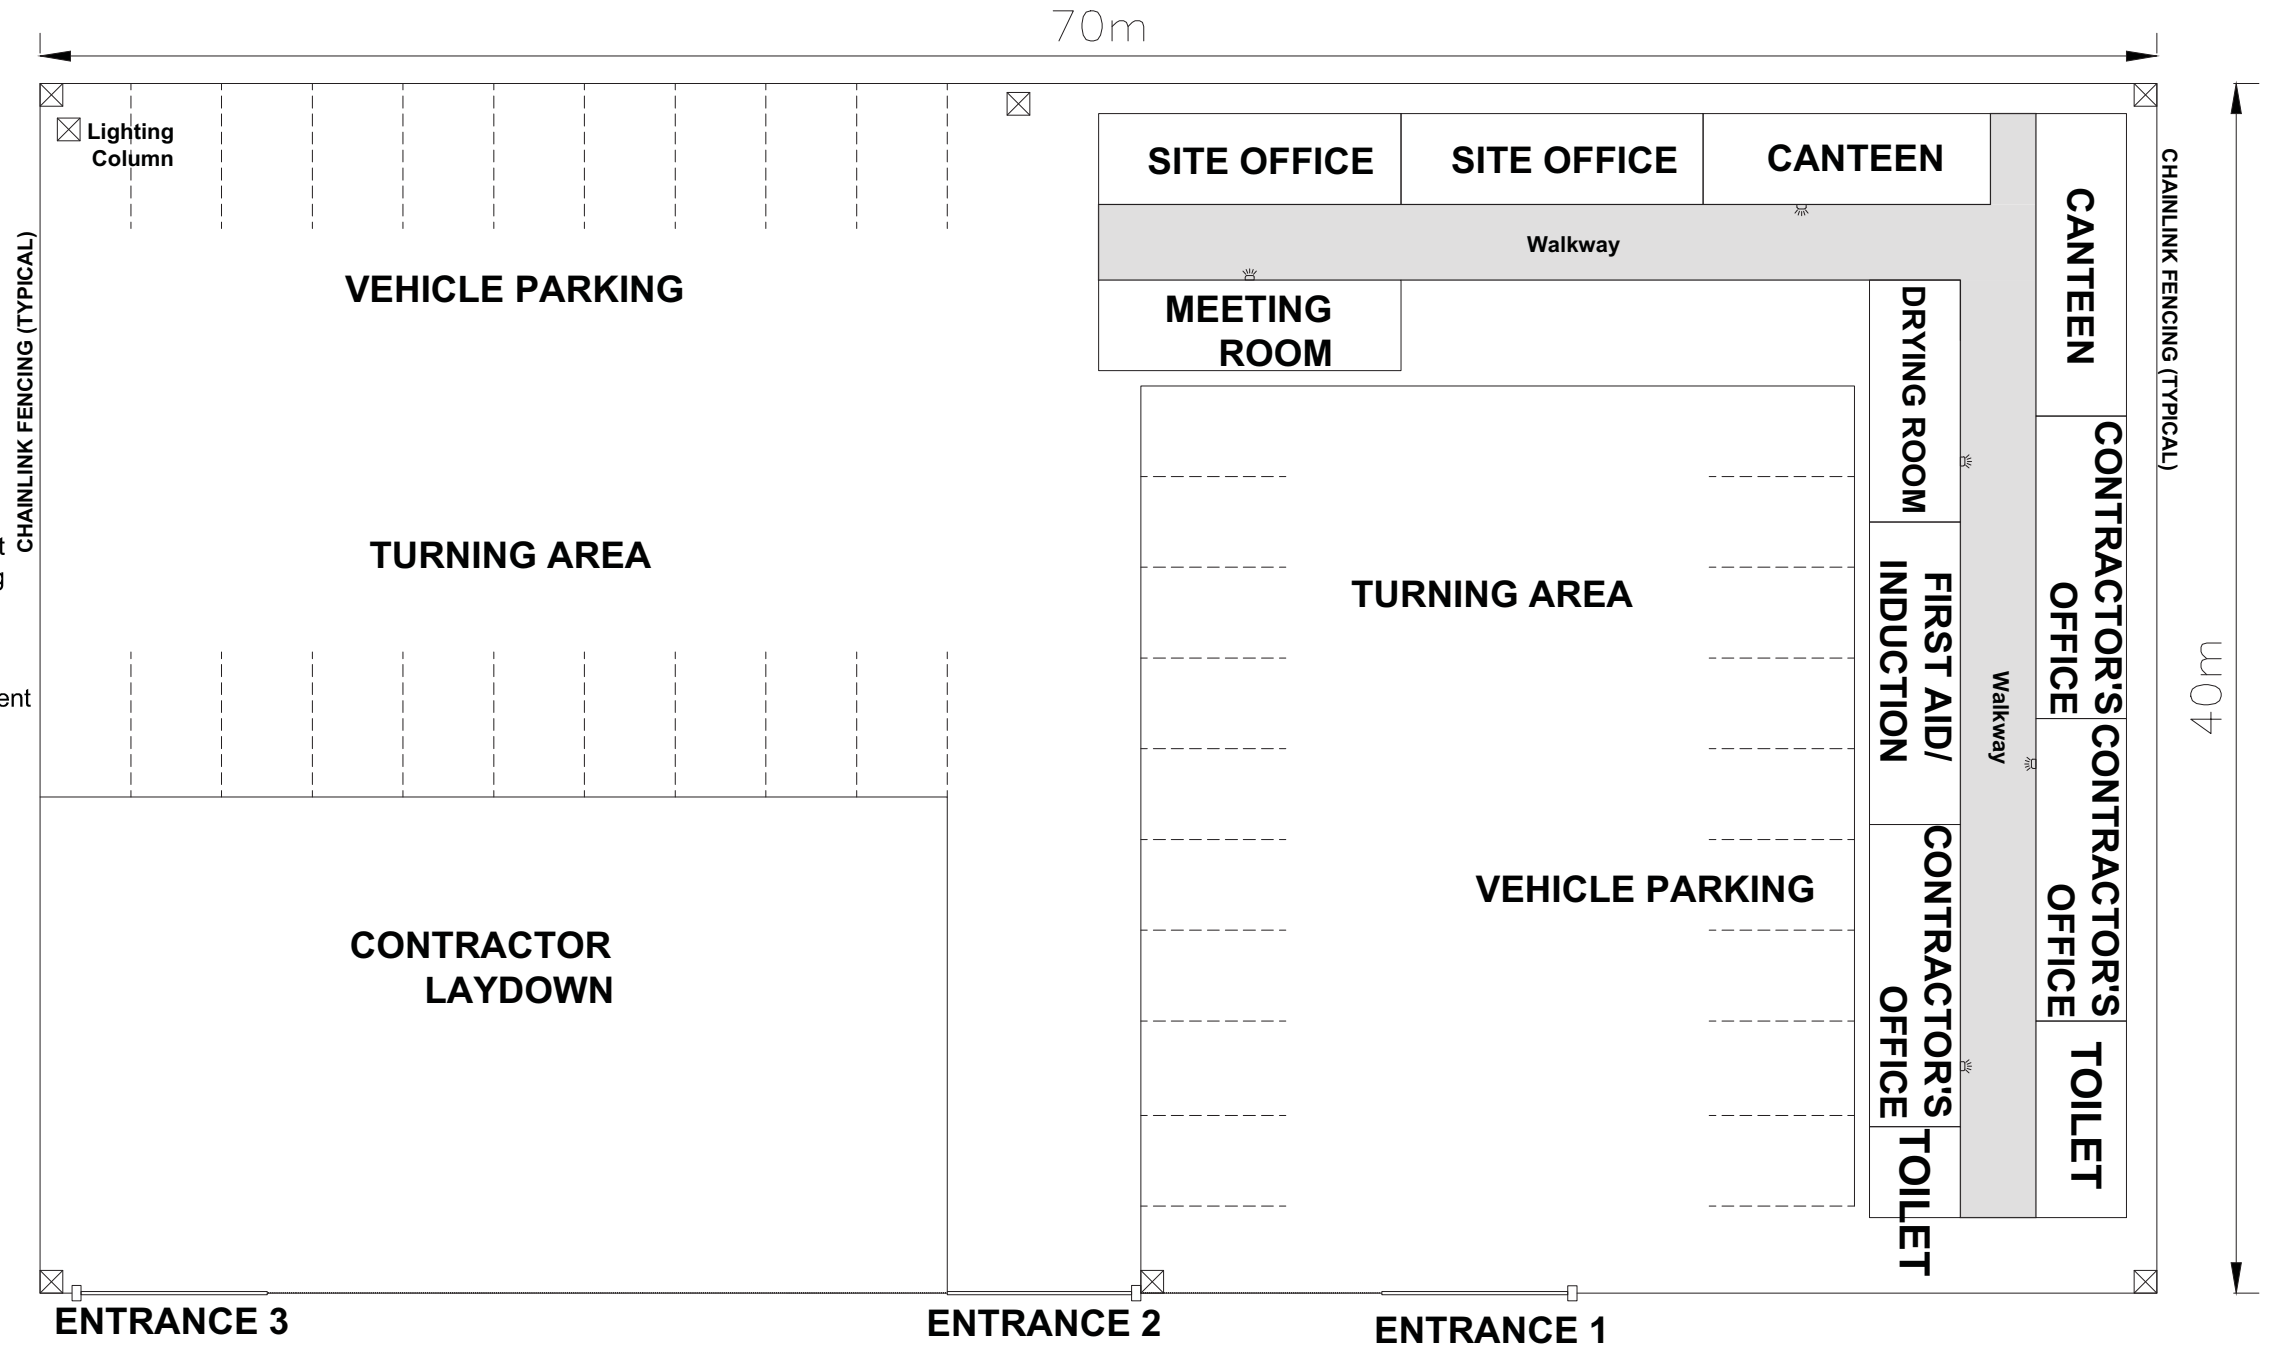 70m
Lighting
Column
SITE OFFICE
SITE OFFICE
CANTEEN
CANTEEN
CHAINLINK FENCING (TYPICAL)
CHAINLINK FENCING (TYPICAL)
Walkway
VEHICLE PARKING
MEETING
ROOM
DRYING ROOM
CONTRACTOR'S
OFFICE
TURNING AREA
TURNING AREA
FIRST AID/
INDUCTION
Walkway
40m
CONTRACTOR'S
OFFICE
VEHICLE PARKING
CONTRACTOR'S
OFFICE
CONTRACTOR
LAYDOWN
TOILET
TOILET
ENTRANCE 3
ENTRANCE 2
ENTRANCE 1